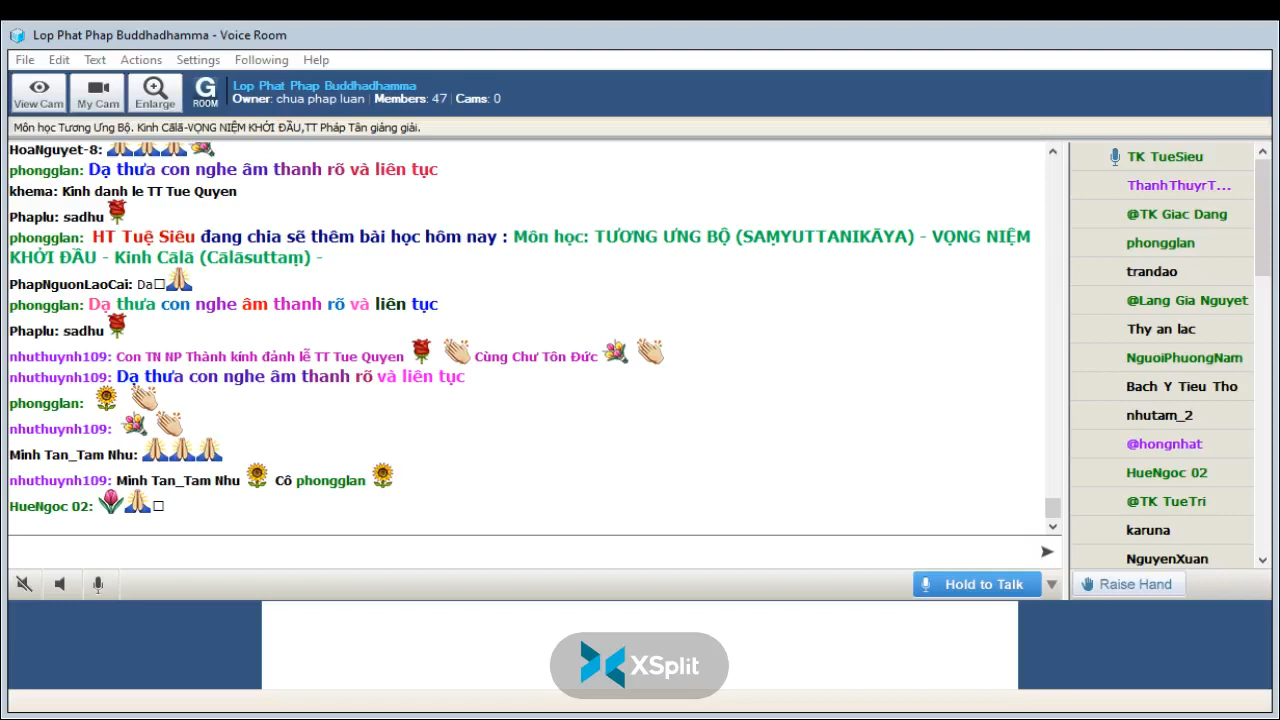 Lop Phat Phap Buddhadhamma - Voice Room
File Edit Text Actions Settings Following Help
View Cam My Cam Enlarge G ROOM
Lop Phat Phap Buddhadhamma
Owner: chua phap luan | Members: 47 | Cams: 0
Môn học Tương Ưng Bộ. Kinh Cālā-VỌNG NIỆM KHỞI ĐẦU,TT Pháp Tân giảng giải.
HoaNguyet-8:
phongglan: Dạ thưa con nghe âm thanh rõ và liên tục
khema: Kinh danh le TT Tue Quyen
Phaplu: sadhu
phongglan: HT Tuệ Siêu đang chia sẽ thêm bài học hôm nay : Môn học: TƯƠNG ƯNG BỘ (SAṂYUTTANIKĀYA) - VỌNG NIỆM
KHỞI ĐẦU - Kinh Cālā (Cālāsuttaṃ) -
PhapNguonLaoCai: Da
phongglan: Dạ thưa con nghe âm thanh rõ và liên tục
Phaplu: sadhu
nhuthuynh109: Con TN NP Thành kính đảnh lễ TT Tue Quyen Cùng Chư Tôn Đức
nhuthuynh109: Dạ thưa con nghe âm thanh rõ và liên tục
phongglan:
nhuthuynh109:
Minh Tan_Tam Nhu:
nhuthuynh109: Minh Tan_Tam Nhu Cô phongglan
HueNgoc 02:
TK TueSieu
ThanhThuyrT...
@TK Giac Dang
phongglan
trandao
@Lang Gia Nguyet
Thy an lac
NguoiPhuongNam
Bach Y Tieu Tho
nhutam_2
@hongnhat
HueNgoc 02
@TK TueTri
karuna
NguyenXuan
Hold to Talk
Raise Hand
XSplit